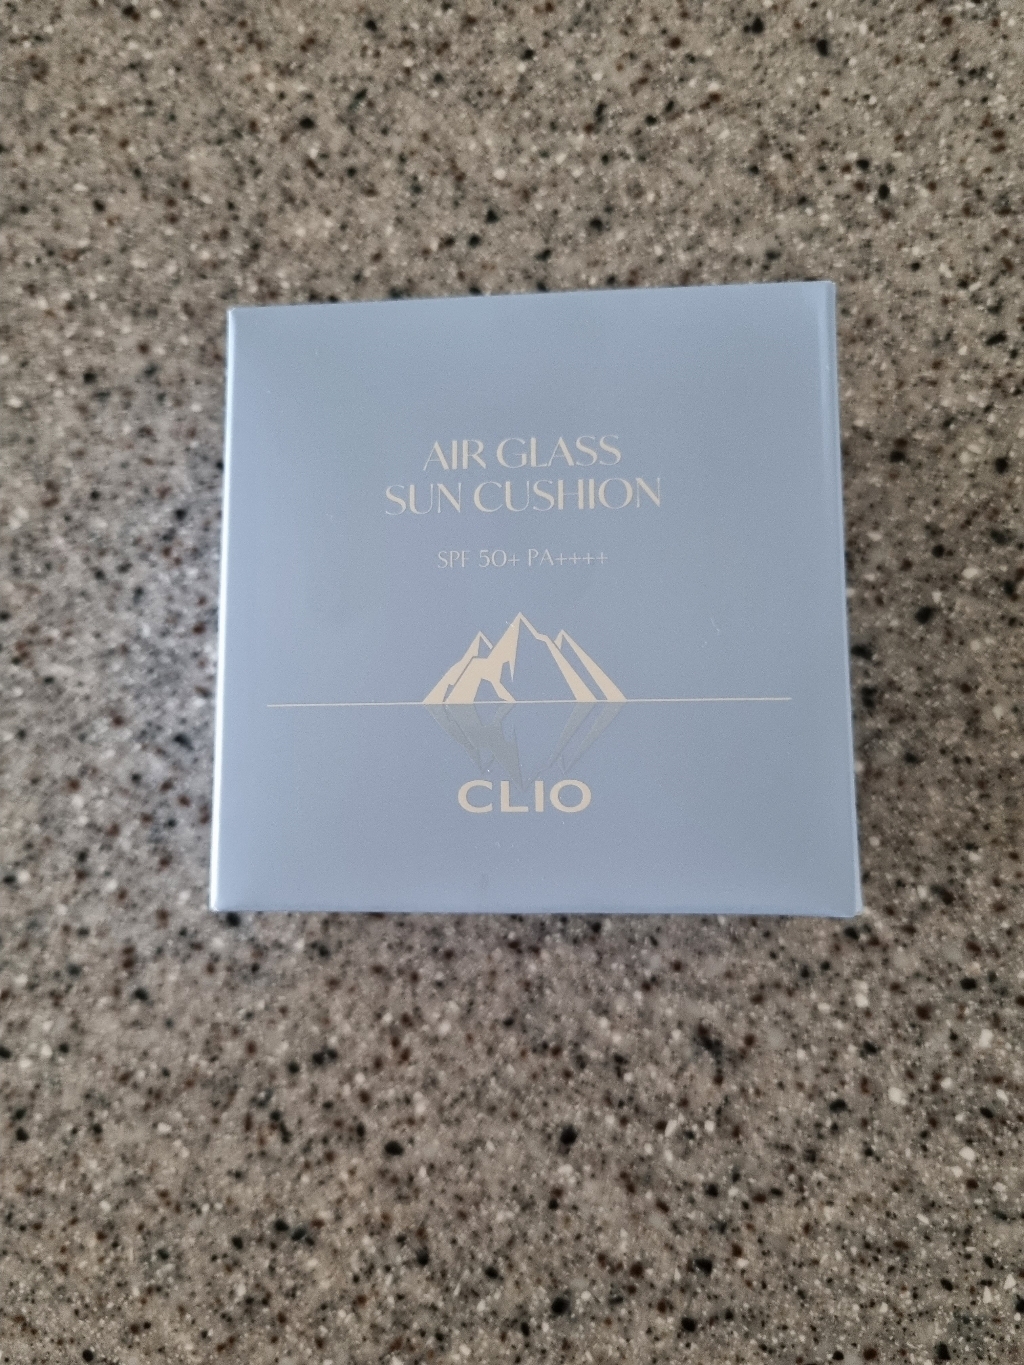 AIR GLASS
SUN CUSHION
SPF 50+ PA++++
CLIO